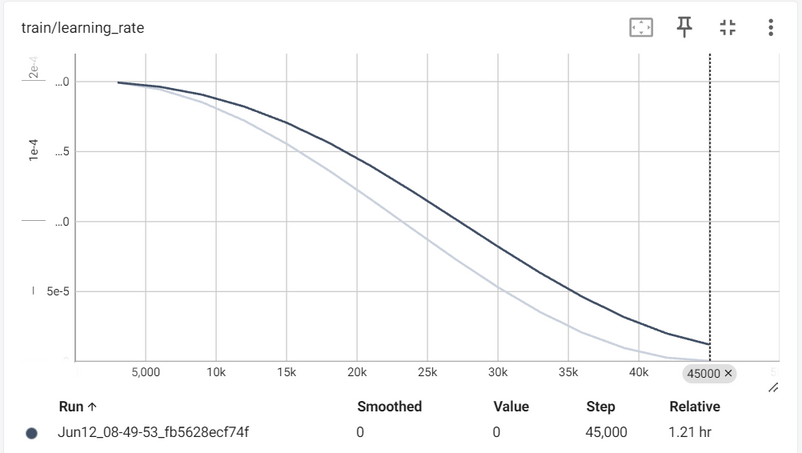 train/learning_rate
2e-4
...0
1e-4
...5
...0
5e-5
5,000 10k 15k 20k 25k 30k 35k 40k 45000 ×
Run ↑ Smoothed Value Step Relative
Jun12_08-49-53_fb5628ecf74f 0 0 45,000 1.21 hr